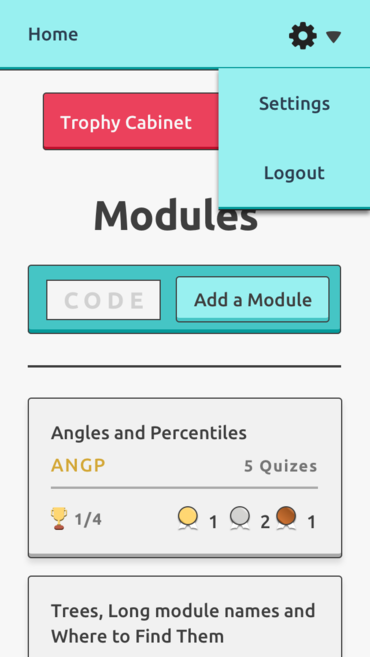 Home
Settings
Trophy Cabinet
Logout
Modules
CODE
Add a Module
Angles and Percentiles
ANGP
5 Quizes
1/4
1
2
1
Trees, Long module names and
Where to Find Them